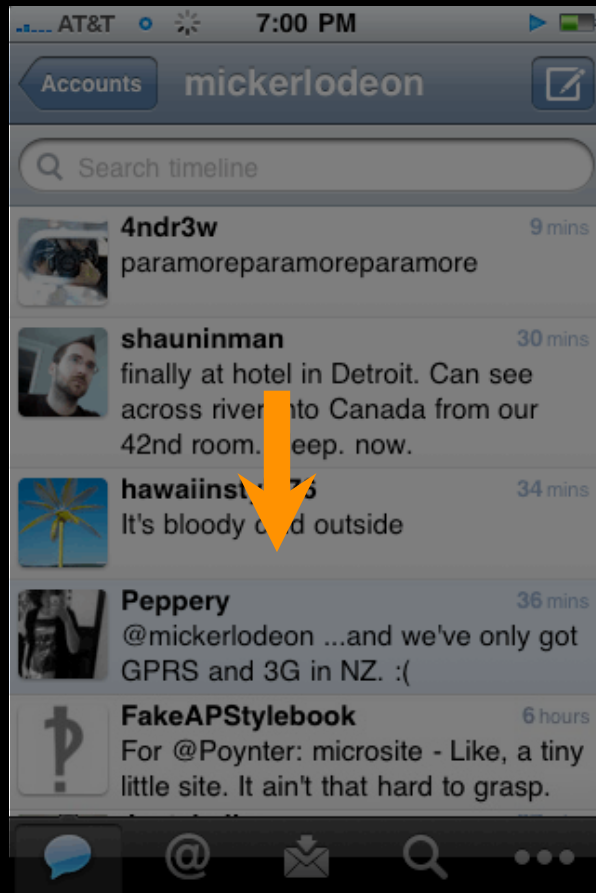 AT&T 7:00 PM
Accounts mickerlodeon
Search timeline
4ndr3w 9 mins
paramoreparamoreparamore
shauninman 30 mins
finally at hotel in Detroit. Can see
across river into Canada from our
42nd room. now.
34 mins
It's bloody outside
Peppery 36 mins
@mickerlodeon ...and we've only got
GPRS and 3G in NZ. :(
FakeAPStylebook 6 hours
For @Poynter: microsite - Like, a tiny
little site. It ain't that hard to grasp.
@